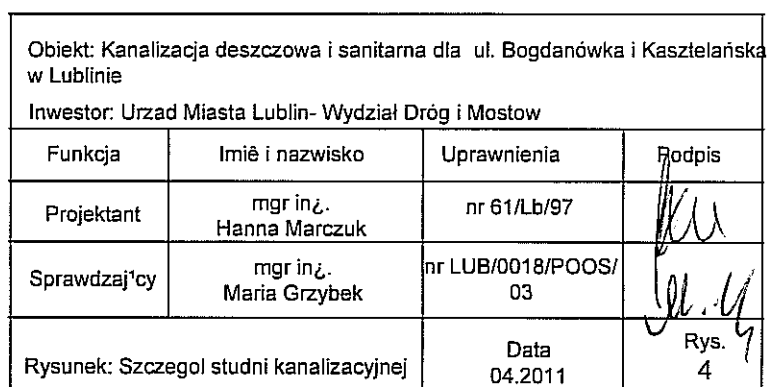 Obiekt: Kanalizacja deszczowa i sanitarna dla ul. Bogdanówka i Kasztelańska
w Lublinie
Inwestor: Urzad Miasta Lublin- Wydział Dróg i Mostow
Funkcja Imiê i nazwisko Uprawnienia Podpis
Projektant mgr in¿. Hanna Marczuk nr 61/Lb/97
Sprawdzaj¹cy mgr in¿. Maria Grzybek nr LUB/0018/POOS/03
Rysunek: Szczegol studni kanalizacyjnej Data 04.2011 Rys. 4